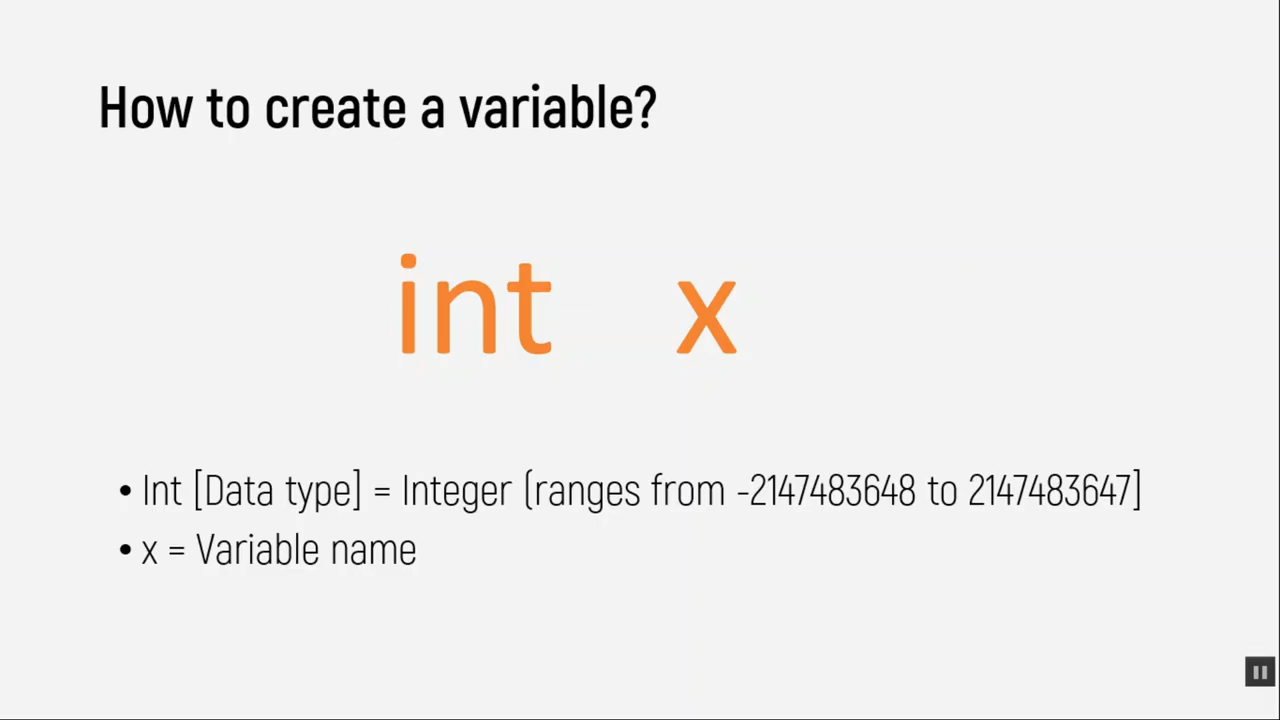 How to create a variable?
int x
• Int [Data type] = Integer (ranges from -2147483648 to 2147483647]
• x = Variable name